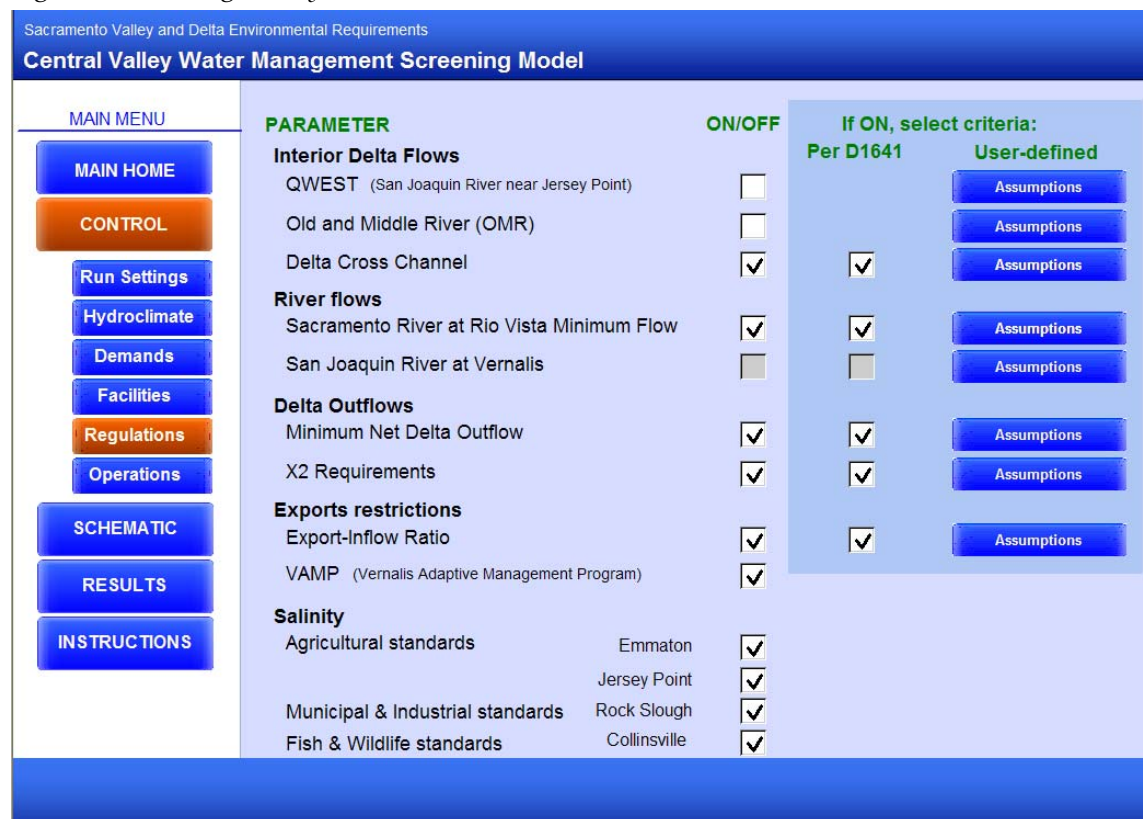 Sacramento Valley and Delta Environmental Requirements
Central Valley Water Management Screening Model
MAIN MENU
MAIN HOME
CONTROL
Run Settings
Hydroclimate
Demands
Facilities
Regulations
Operations
SCHEMATIC
RESULTS
INSTRUCTIONS
PARAMETER ON/OFF If ON, select criteria:
Per D1641 User-defined
Interior Delta Flows
QWEST (San Joaquin River near Jersey Point) Assumptions
Old and Middle River (OMR) Assumptions
Delta Cross Channel Assumptions
River flows
Sacramento River at Rio Vista Minimum Flow Assumptions
San Joaquin River at Vernalis Assumptions
Delta Outflows
Minimum Net Delta Outflow Assumptions
X2 Requirements Assumptions
Exports restrictions
Export-Inflow Ratio Assumptions
VAMP (Vernalis Adaptive Management Program)
Salinity
Agricultural standards Emmaton
Jersey Point
Municipal & Industrial standards Rock Slough
Fish & Wildlife standards Collinsville